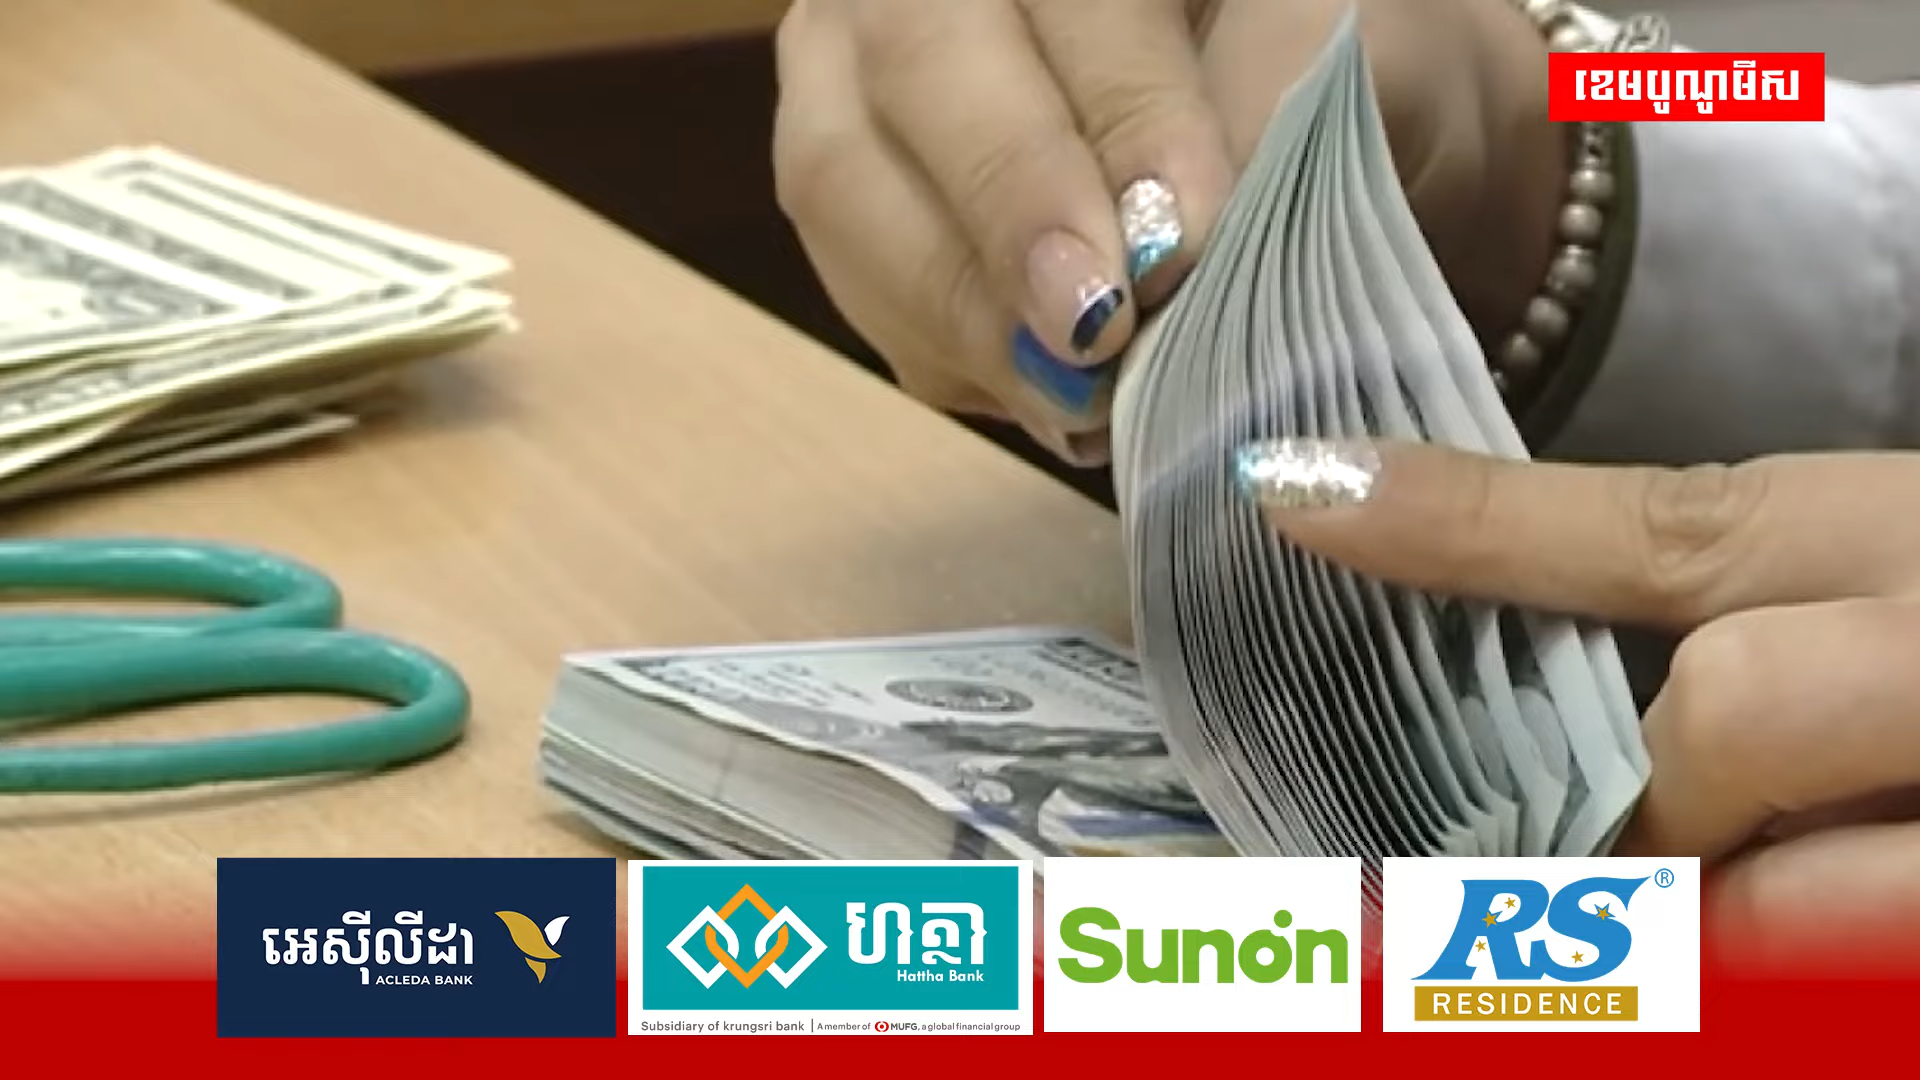 ខេមបូណូមីស
អេស៊ីលីដា
ACLEDA BANK
ហត្ថា
Hattha Bank
Subsidiary of krungsri bank | A member of MUFG, a global financial group
Sunon
RS®
RESIDENCE